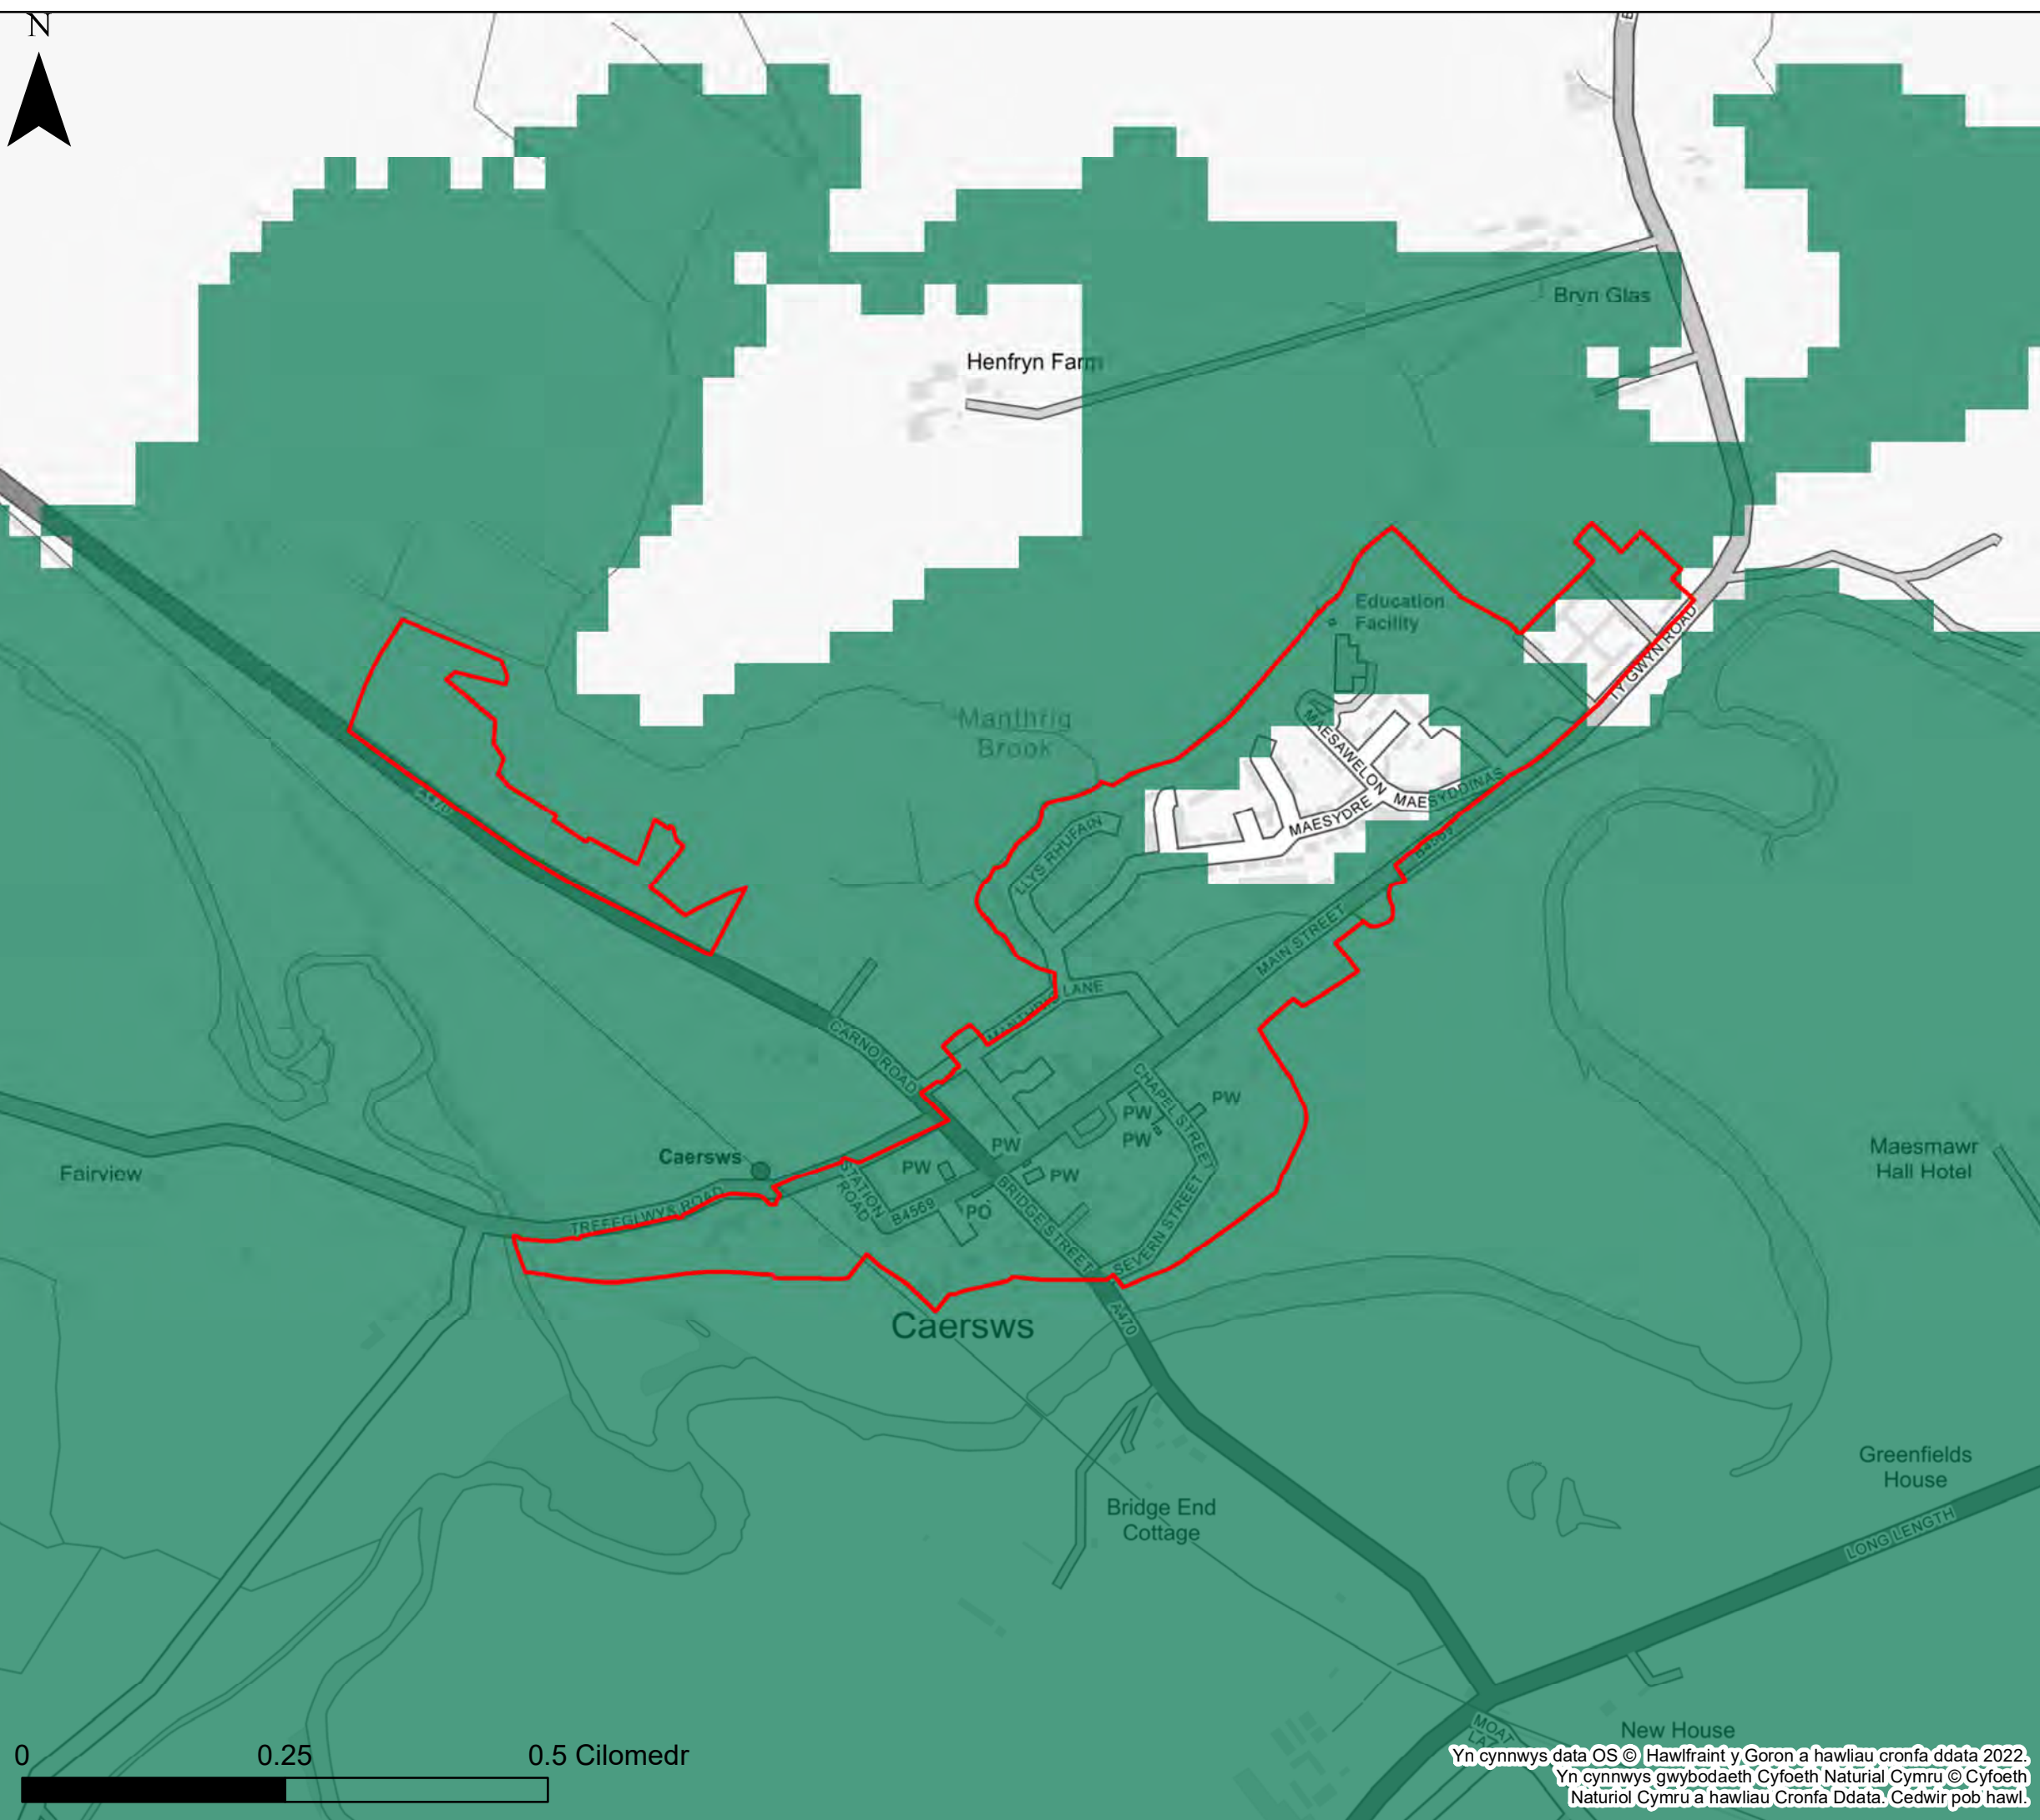 N
Bryn Glas
Henfryn Farm
Education
Facility
TY GWYN ROAD
Manthrig
Brook
MAESAWELON
MAESYDDINAS
MAESYDRE
LLYS RHUFAIN
B4569
A470
MAIN STREET
MANTHRIG LANE
CARNO ROAD
CHAPEL STREET
PW
PW
PW
PW
PW
PW
Caersws
Fairview
Maesmawr
Hall Hotel
STATION
ROAD
B4569
PO
BRIDGE STREET
SEVERN STREET
TREFEGLWYS ROAD
Caersws
A470
Greenfields
House
Bridge End
Cottage
LONG LENGTH
New House
MOAT
0
0.25
0.5 Cilomedr
Yn cynnwys data OS © Hawlfraint y Goron a hawliau cronfa ddata 2022.
Yn cynnwys gwybodaeth Cyfoeth Naturial Cymru © Cyfoeth
Naturiol Cymru a hawliau Cronfa Ddata. Cedwir pob hawl.